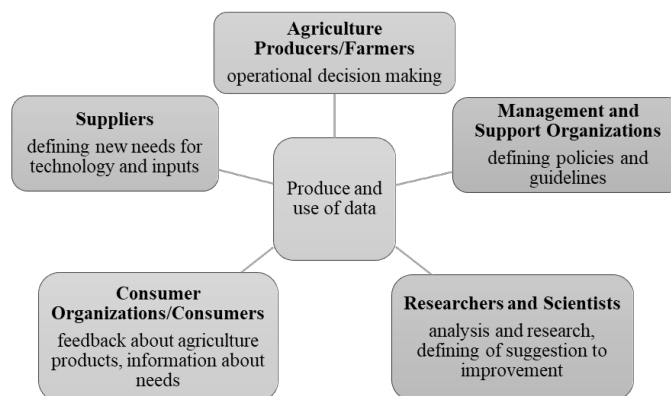 Agriculture
Producers/Farmers
operational decision making
Suppliers
defining new needs for
technology and inputs
Management and
Support Organizations
defining policies and
guidelines
Produce and
use of data
Consumer
Organizations/Consumers
feedback about agriculture
products, information about
needs
Researchers and Scientists
analysis and research,
defining of suggestion to
improvement